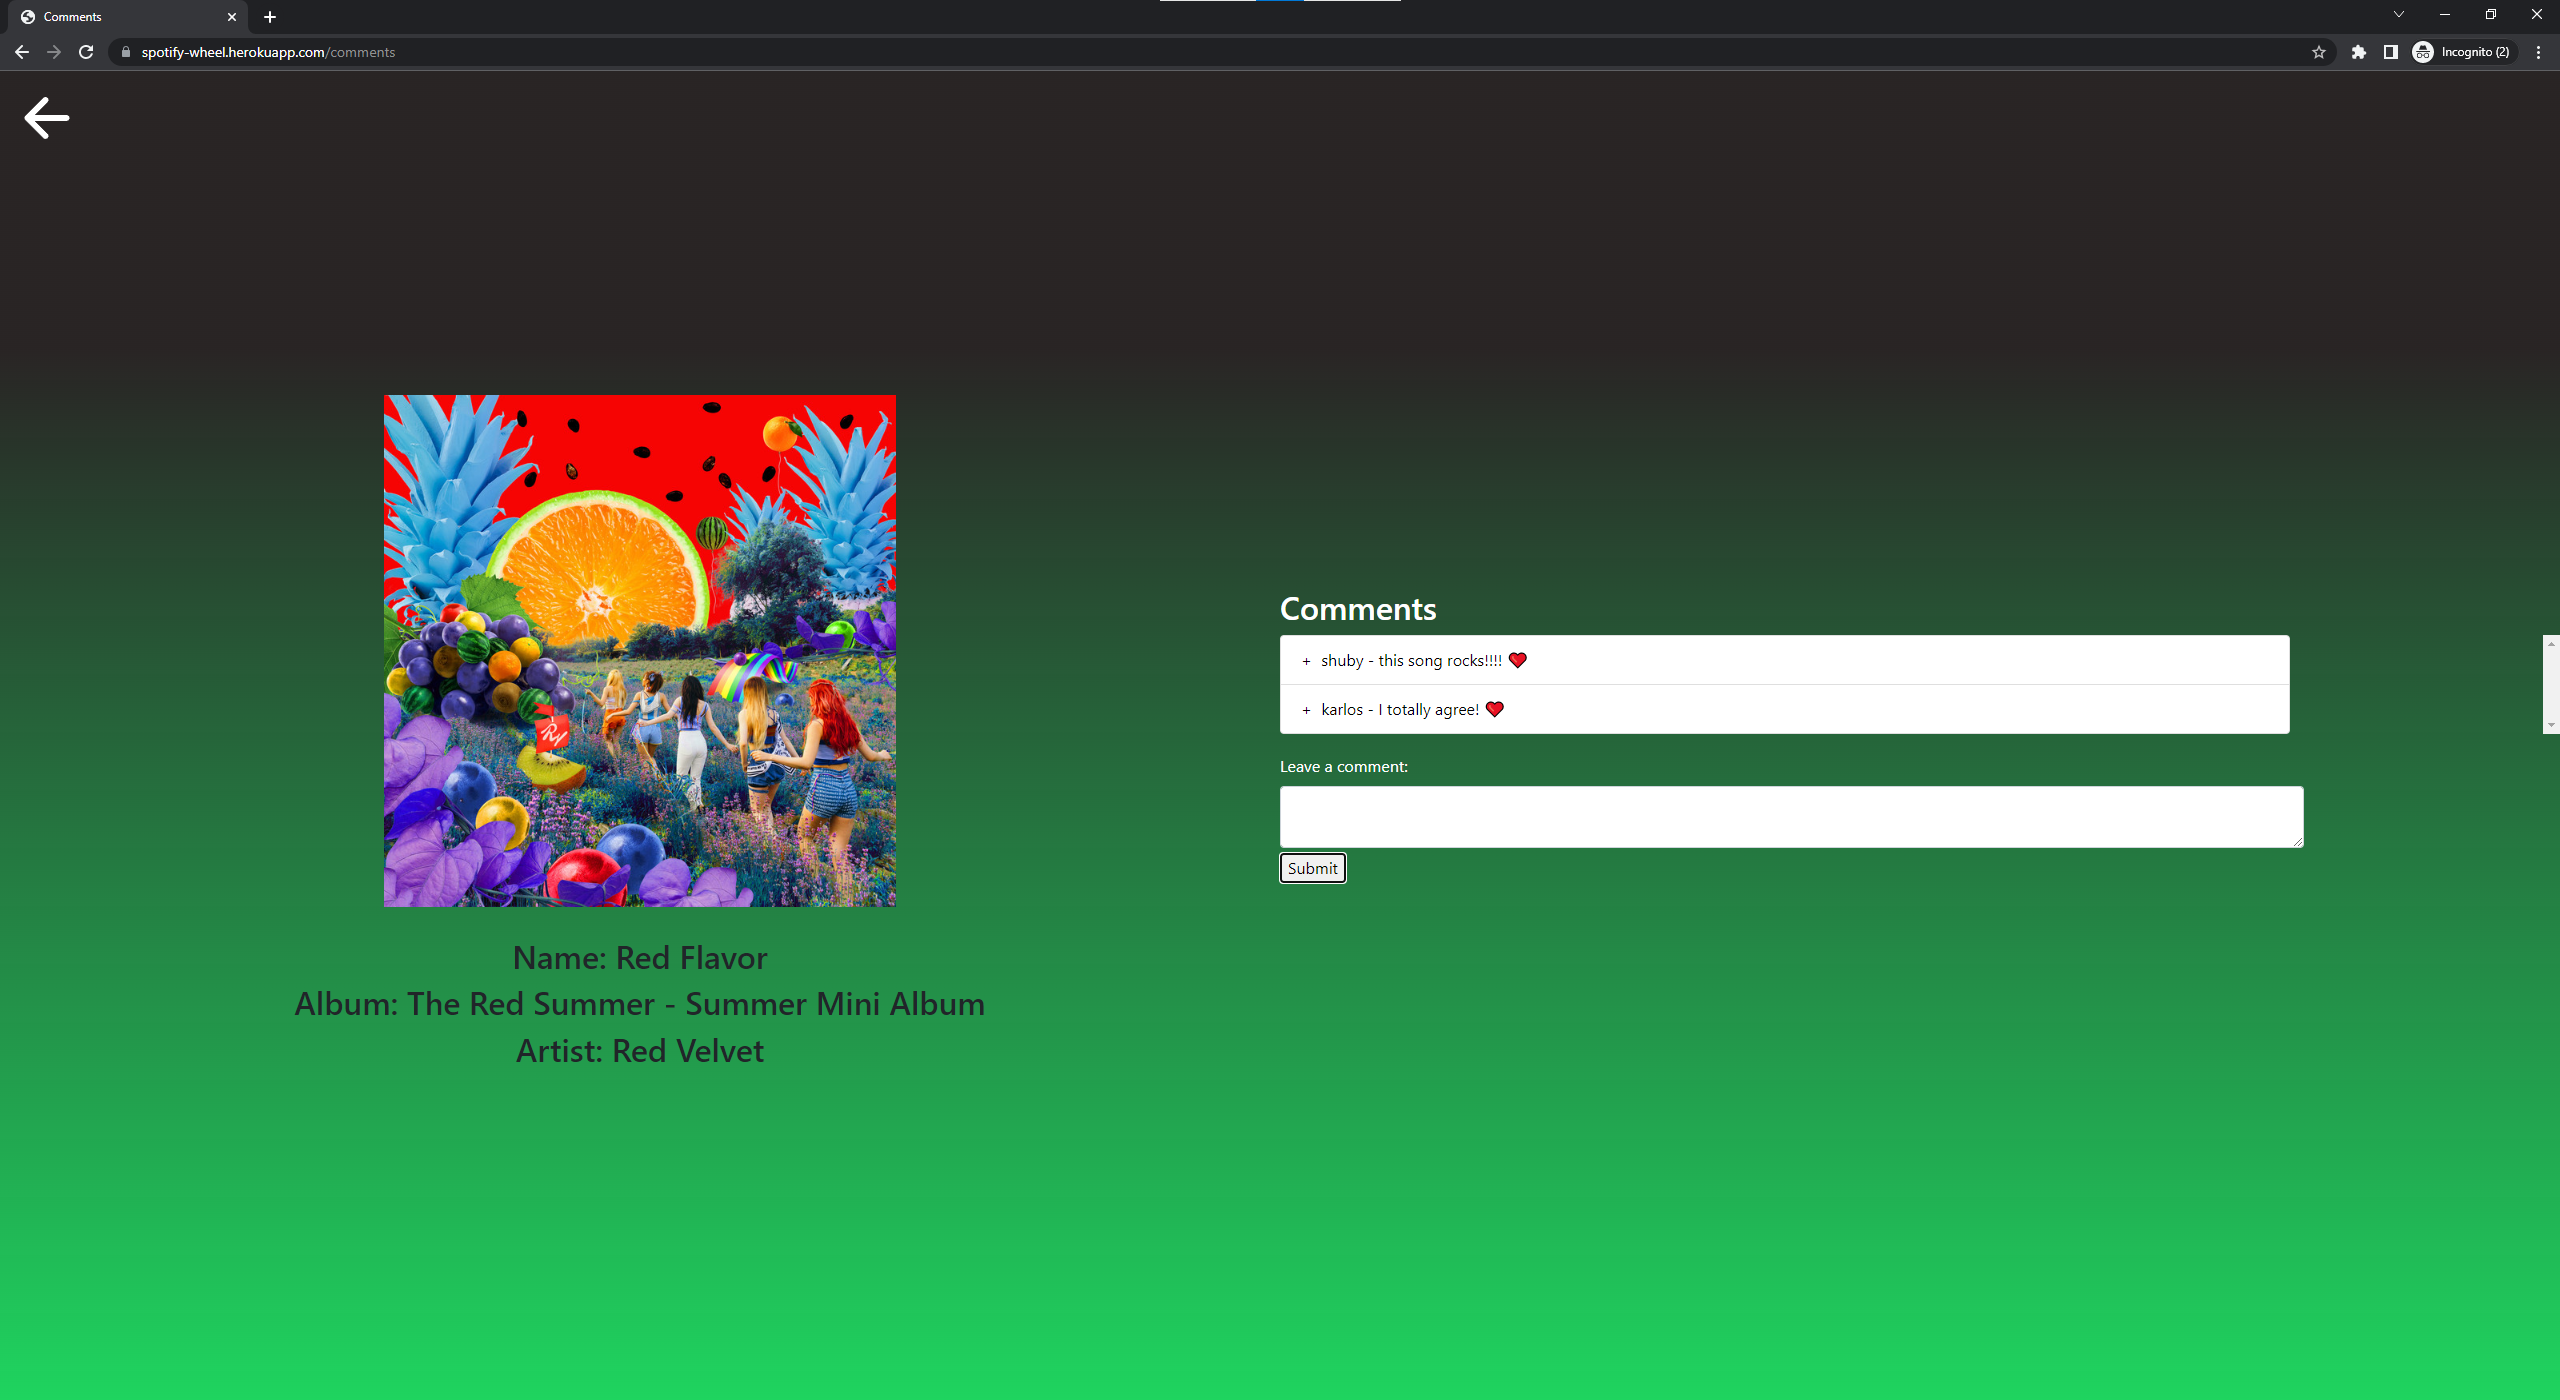 Comments
spotify-wheel.herokuapp.com/comments
Incognito (2)
RV
Name: Red Flavor
Album: The Red Summer - Summer Mini Album
Artist: Red Velvet
Comments
+ shuby - this song rocks!!!! ❤
+ karlos - I totally agree! ❤
Leave a comment:
Submit